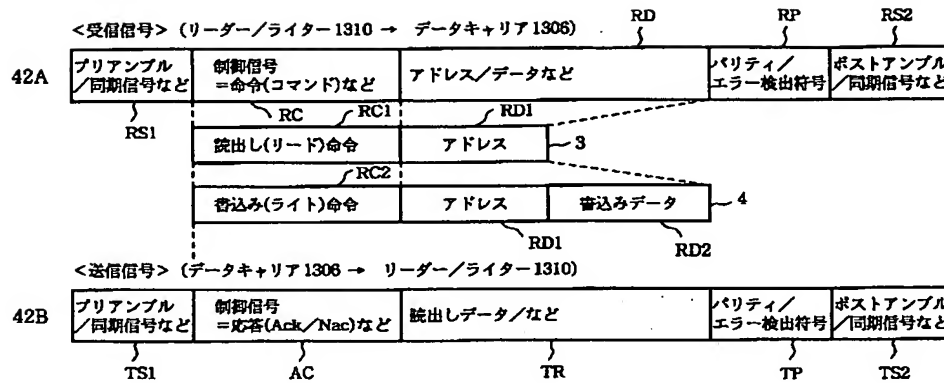 <受信信号> (リーダー/ライター1310 → データキャリア1306)
RD
RP
RS2
42A
プリアンブル/同期信号など
制御信号=命令(コマンド)など
アドレス/データなど
パリティ/エラー検出符号
ポストアンブル/同期信号など
RS1
RC
RC1
RD1
読出し(リード)命令
アドレス
3
RC2
書込み(ライト)命令
アドレス
書込みデータ
4
RD1
RD2
<送信信号> (データキャリア1306 → リーダー/ライター1310)
42B
プリアンブル/同期信号など
制御信号=応答(Ack/Nac)など
読出しデータ/など
パリティ/エラー検出符号
ポストアンブル/同期信号など
TS1
AC
TR
TP
TS2